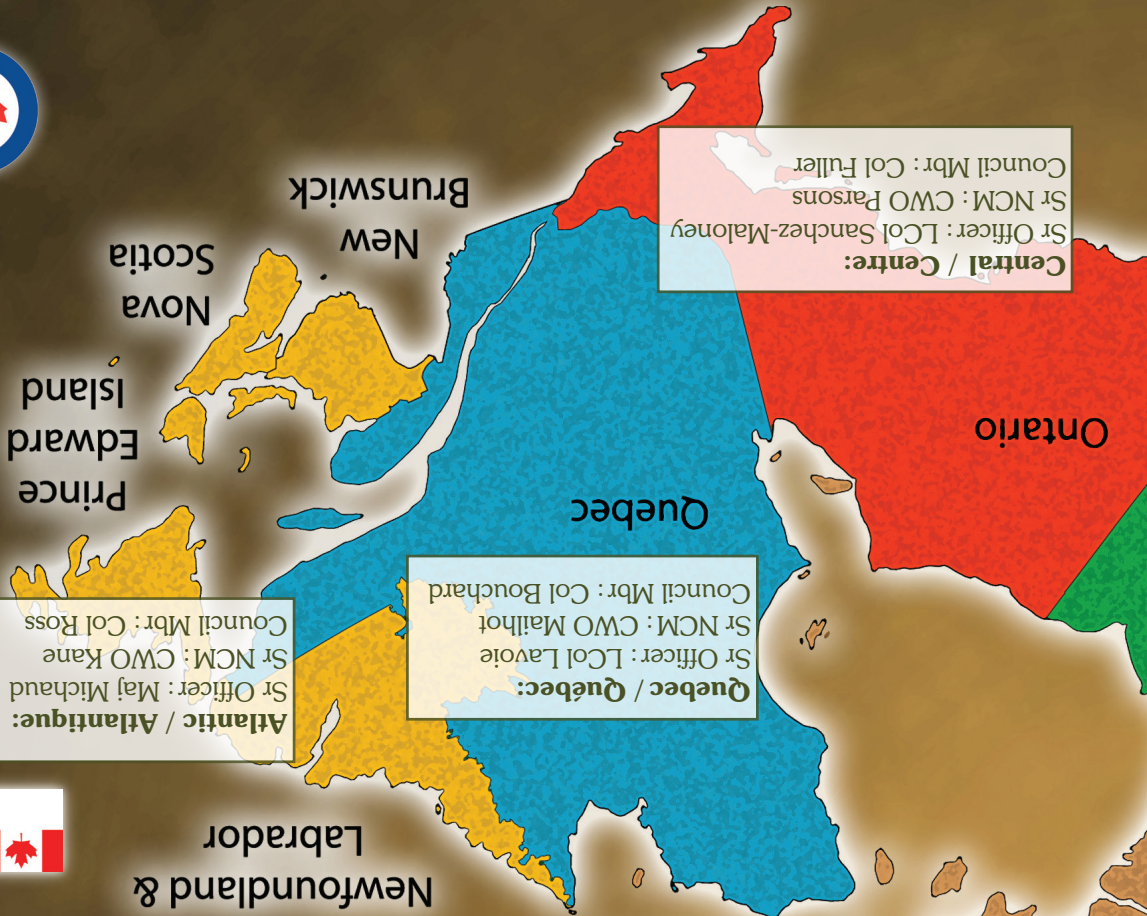 Newfoundland &
Labrador
Atlantic / Atlantique:
Sr Officer : Maj Michaud
Sr NCM : CWO Kane
Council Mbr : Col Ross
Quebec / Québec:
Sr Officer : LCol Lavoie
Sr NCM : CWO Mailhot
Council Mbr : Col Bouchard
Quebec
Prince
Edward
Island
Ontario
Nova
Scotia
New
Brunswick
Central / Centre:
Sr Officer : LCol Sanchez-Maloney
Sr NCM : CWO Parsons
Council Mbr : Col Fuller